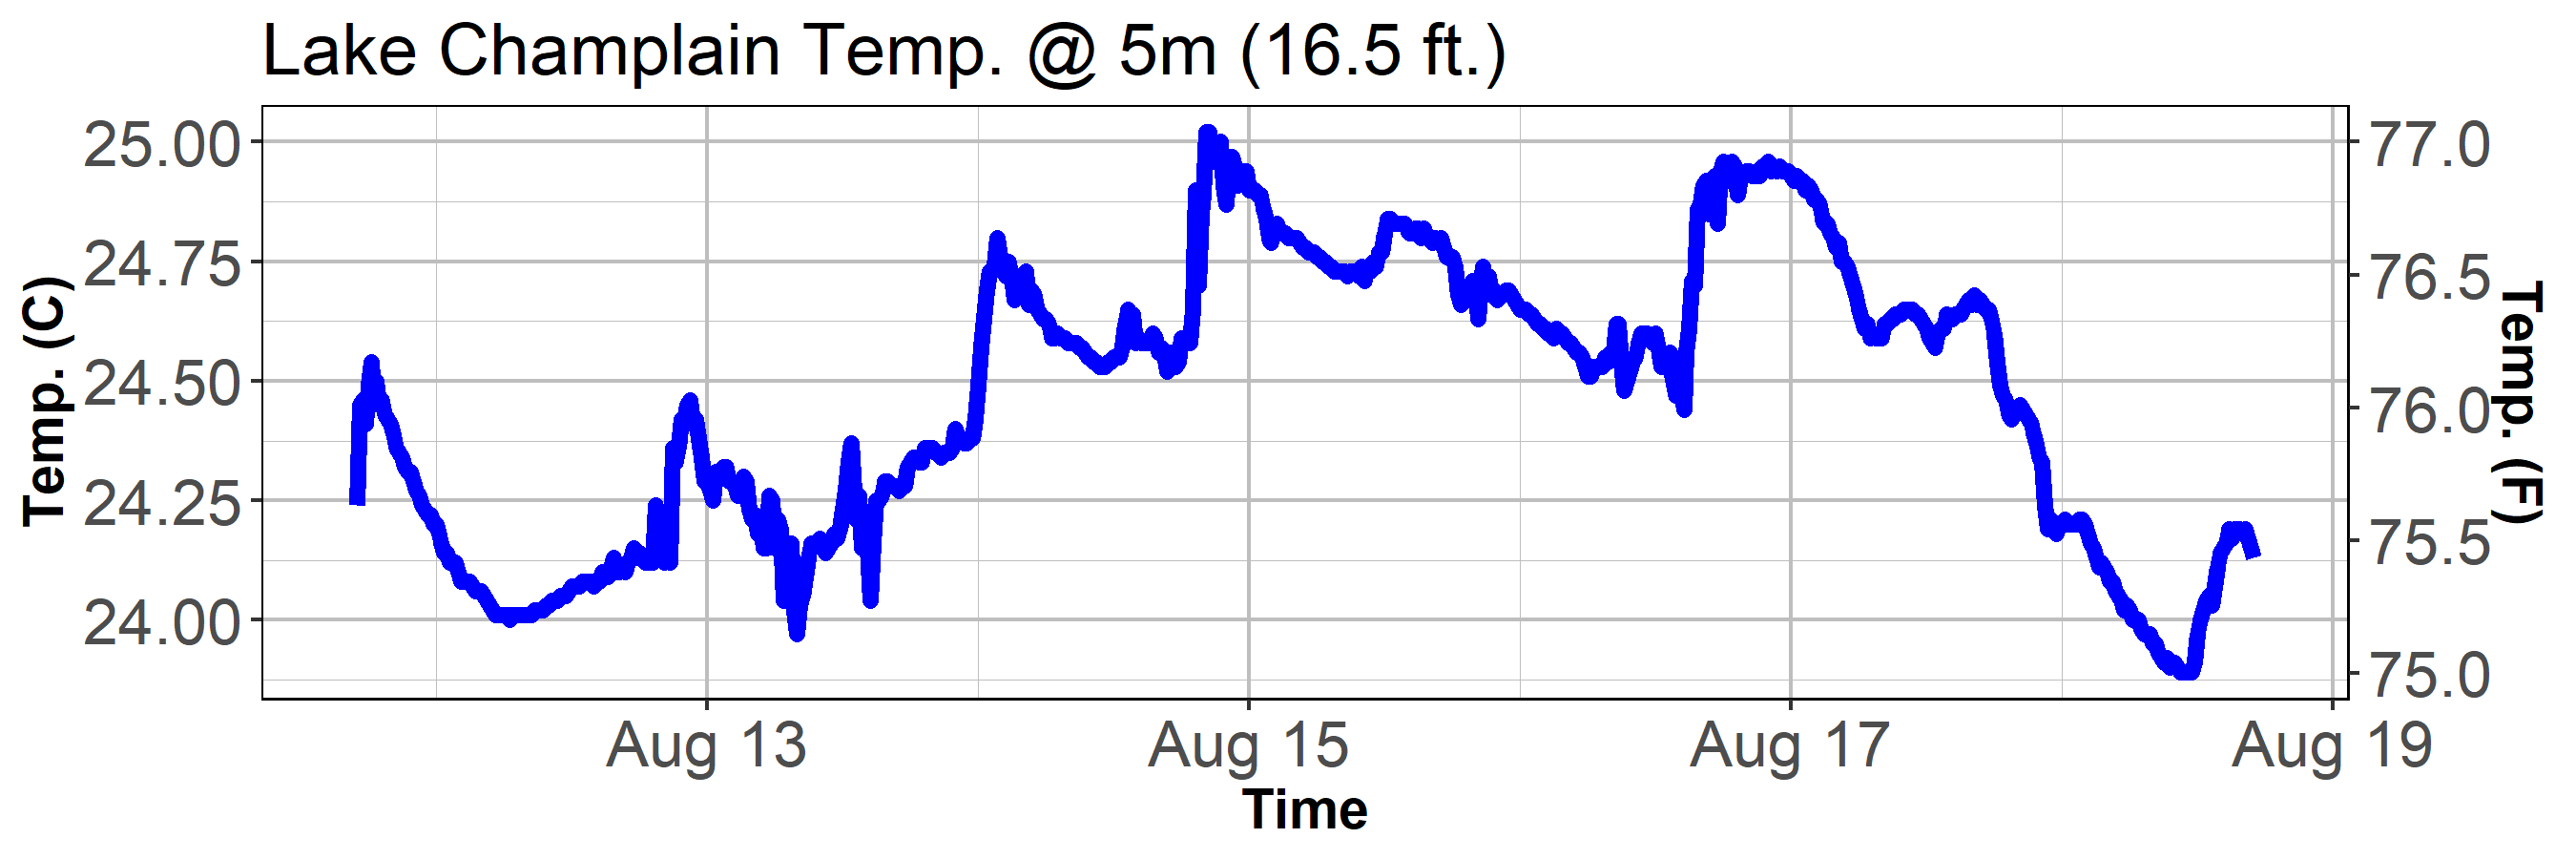 Lake Champlain Temp. @ 5m (16.5 ft.)
Temp. (C)
25.00
24.75
24.50
24.25
24.00
77.0
76.5
76.0
75.5
75.0
Temp. (F)
Aug 13 Aug 15 Aug 17 Aug 19
Time